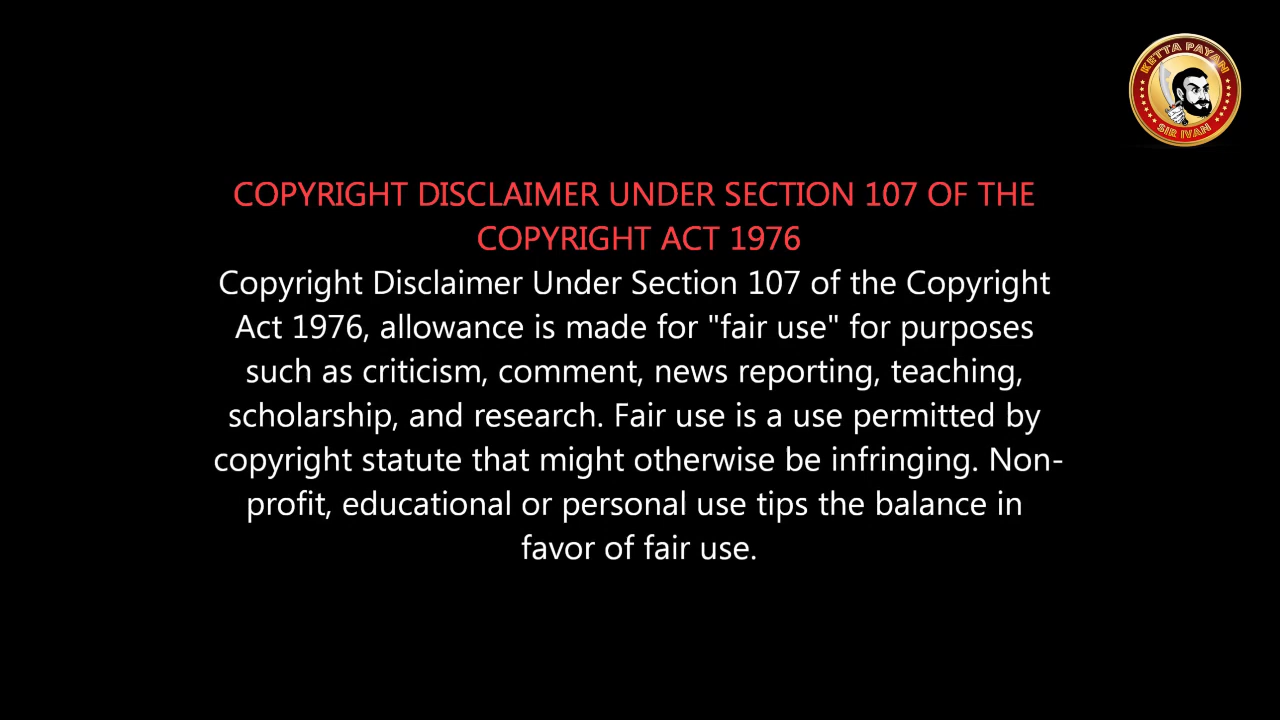 KETTA PAYAN
SIR IVAN
COPYRIGHT DISCLAIMER UNDER SECTION 107 OF THE
COPYRIGHT ACT 1976
Copyright Disclaimer Under Section 107 of the Copyright
Act 1976, allowance is made for "fair use" for purposes
such as criticism, comment, news reporting, teaching,
scholarship, and research. Fair use is a use permitted by
copyright statute that might otherwise be infringing. Non-
profit, educational or personal use tips the balance in
favor of fair use.